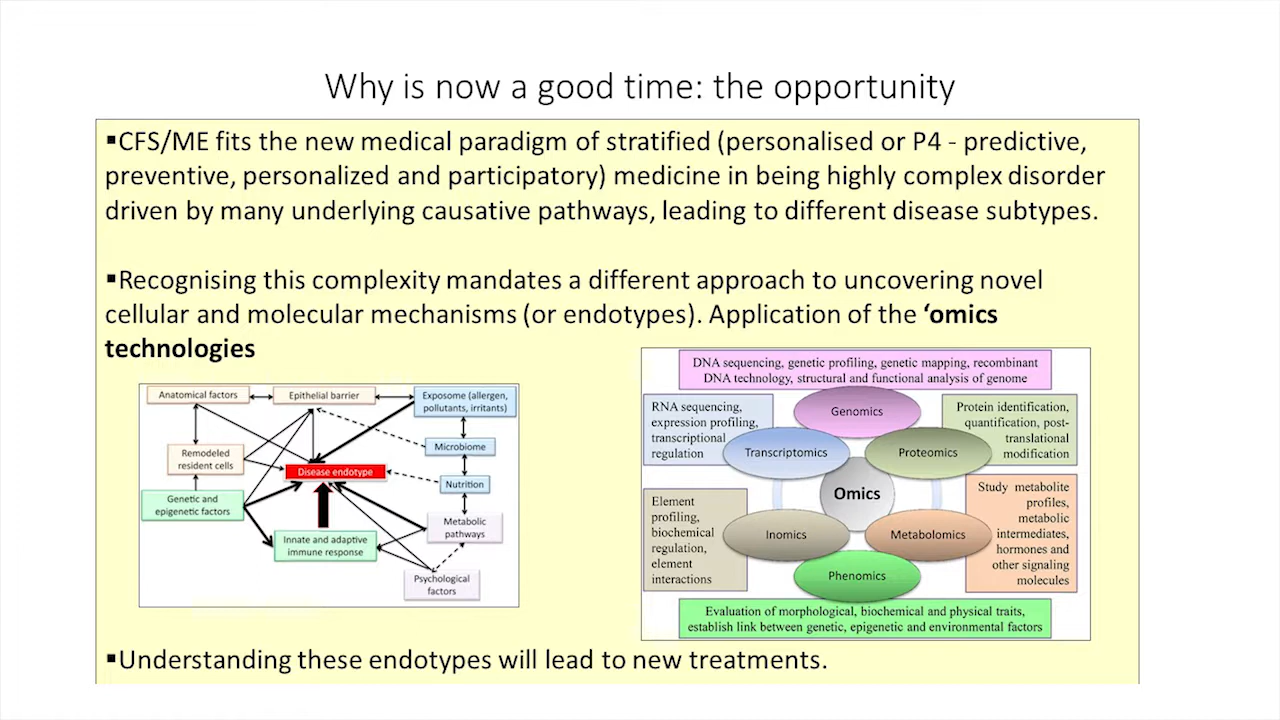 Why is now a good time: the opportunity
▪CFS/ME fits the new medical paradigm of stratified (personalised or P4 - predictive,
preventive, personalized and participatory) medicine in being highly complex disorder
driven by many underlying causative pathways, leading to different disease subtypes.
▪Recognising this complexity mandates a different approach to uncovering novel
cellular and molecular mechanisms (or endotypes). Application of the ‘omics
technologies
Anatomical factors
Epithelial barrier
Exposome (allergen,
pollutants, irritants)
Remodeled
resident cells
Microbiome
Disease endotype
Nutrition
Genetic and
epigenetic factors
Metabolic
pathways
Innate and adaptive
immune response
Psychological
factors
DNA sequencing, genetic profiling, genetic mapping, recombinant
DNA technology, structural and functional analysis of genome
Genomics
RNA sequencing,
expression profiling,
transcriptional
regulation
Transcriptomics
Proteomics
Protein identification,
quantification, post-
translational
modification
Omics
Element
profiling,
biochemical
regulation,
element
interactions
Inomics
Metabolomics
Study metabolite
profiles,
metabolic
intermediates,
hormones and
other signaling
molecules
Phenomics
Evaluation of morphological, biochemical and physical traits,
establish link between genetic, epigenetic and environmental factors
▪Understanding these endotypes will lead to new treatments.